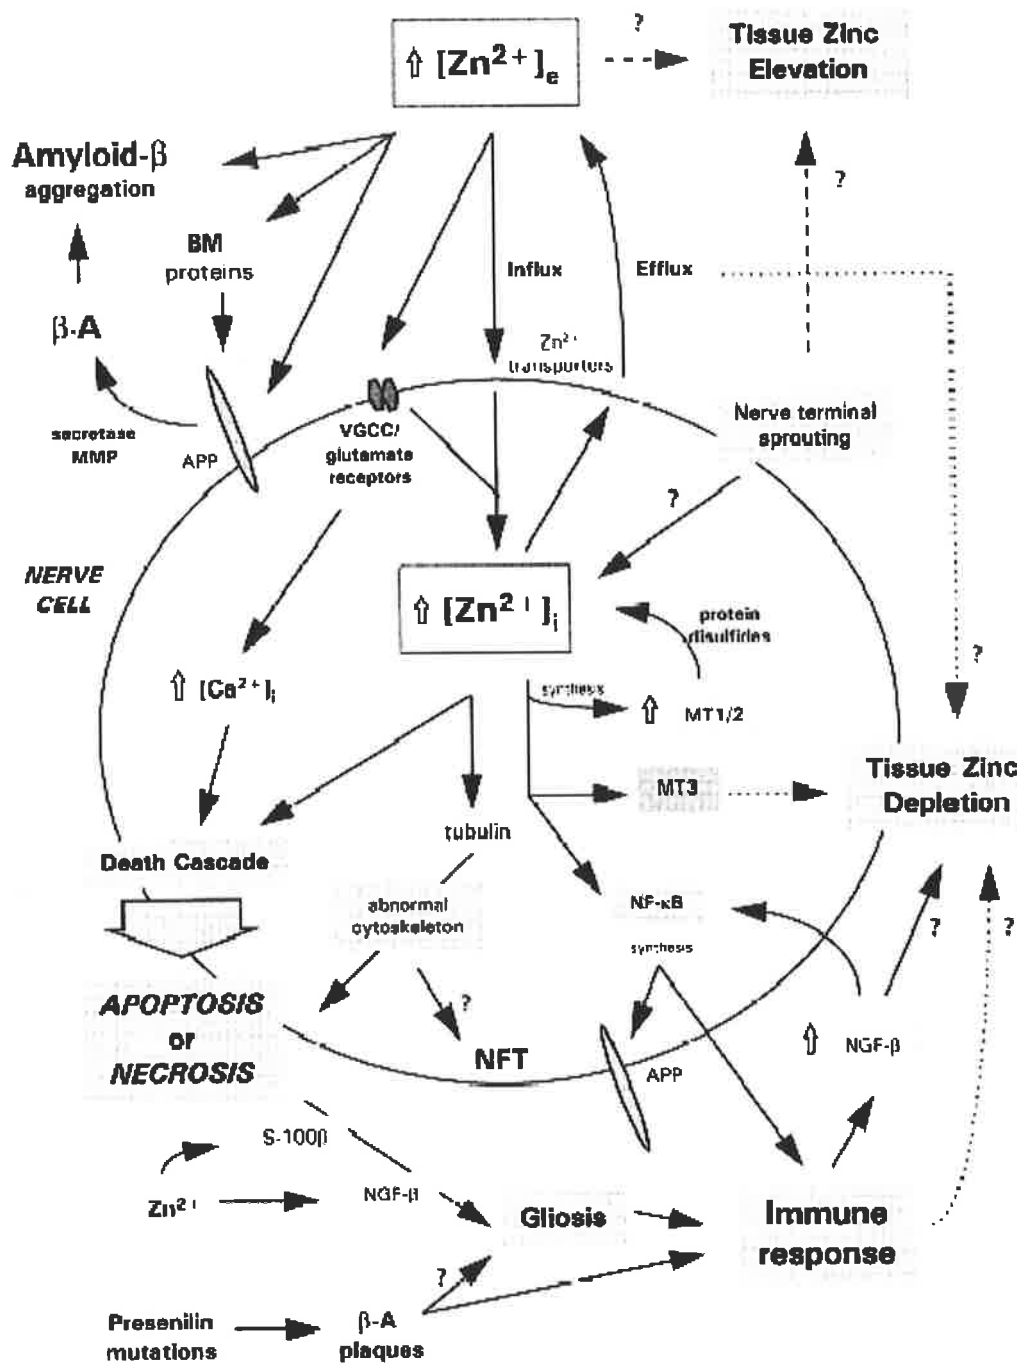 ?
⇧ [Zn²⁺]e
Tissue Zinc
Elevation
Amyloid-β
aggregation
?
BM
proteins
Influx
Efflux
β-A
Zn²⁺
transporters
secretase
MMP
APP
VGCC/
glutamate
receptors
Nerve terminal
sprouting
?
NERVE
CELL
⇧ [Zn²⁺]i
protein
disulfides
?
⇧ [Ca²⁺]i
synthesis
⇧ MT1/2
MT3
Tissue Zinc
Depletion
tubulin
Death Cascade
abnormal
cytoskeleton
NF-κB
synthesis
?
?
APOPTOSIS
or
NECROSIS
?
NFT
APP
⇧ NGF-β
S-100β
Zn²⁺
NGF-β
Gliosis
Immune
response
?
Presenilin
mutations
β-A
plaques